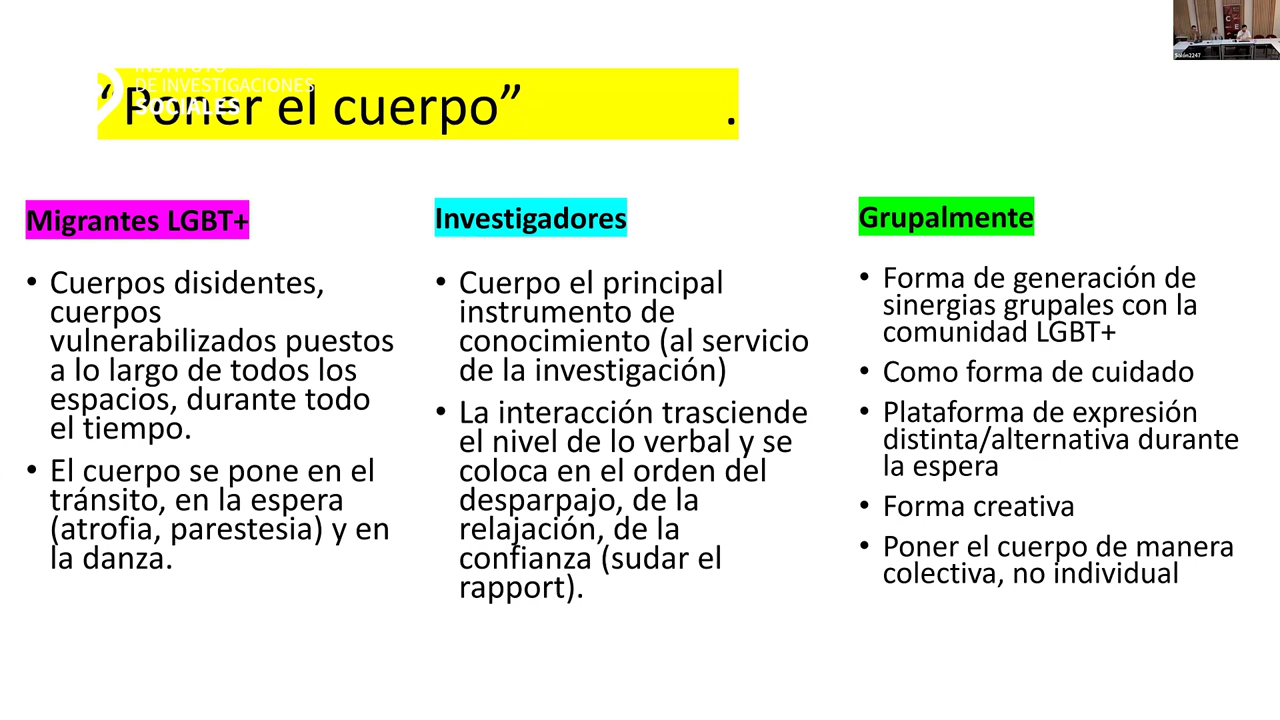 INSTITUTO
DE INVESTIGACIONES
SOCIALES
“Poner el cuerpo” .
Migrantes LGBT+
• Cuerpos disidentes,
cuerpos
vulnerabilizados puestos
a lo largo de todos los
espacios, durante todo
el tiempo.
• El cuerpo se pone en el
tránsito, en la espera
(atrofia, parestesia) y en
la danza.
Investigadores
• Cuerpo el principal
instrumento de
conocimiento (al servicio
de la investigación)
• La interacción trasciende
el nivel de lo verbal y se
coloca en el orden del
desparpajo, de la
relajación, de la
confianza (sudar el
rapport).
Grupalmente
• Forma de generación de
sinergias grupales con la
comunidad LGBT+
• Como forma de cuidado
• Plataforma de expresión
distinta/alternativa durante
la espera
• Forma creativa
• Poner el cuerpo de manera
colectiva, no individual